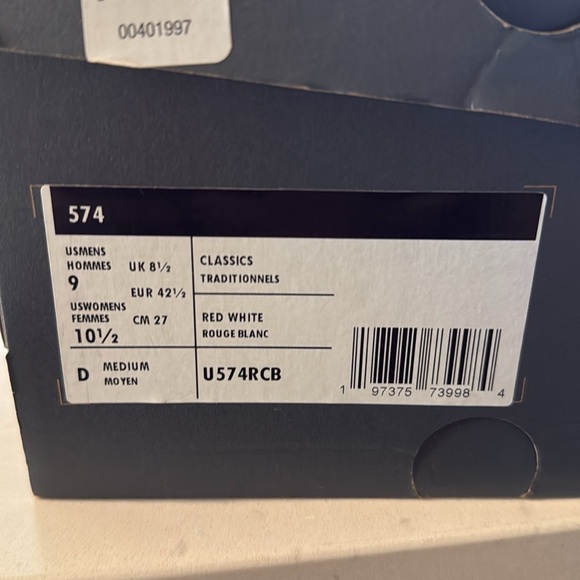 00401997
574
USMENS
HOMMES
9
UK 8½
EUR 42½
USWOMENS
FEMMES
10½
CM 27
D
MEDIUM
MOYEN
CLASSICS
TRADITIONNELS
RED WHITE
ROUGE BLANC
U574RCB
1 97375 73998 4